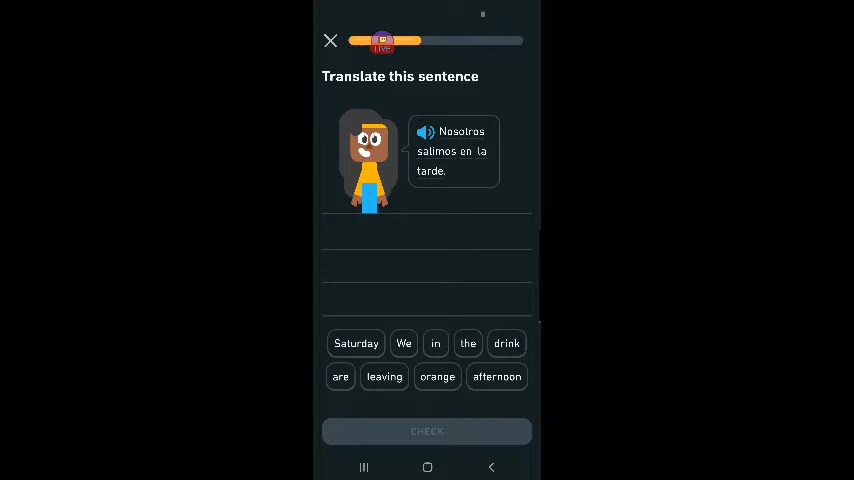 LIVE
Translate this sentence
Nosotros
salimos en la
tarde.
Saturday We in the drink
are leaving orange afternoon
CHECK